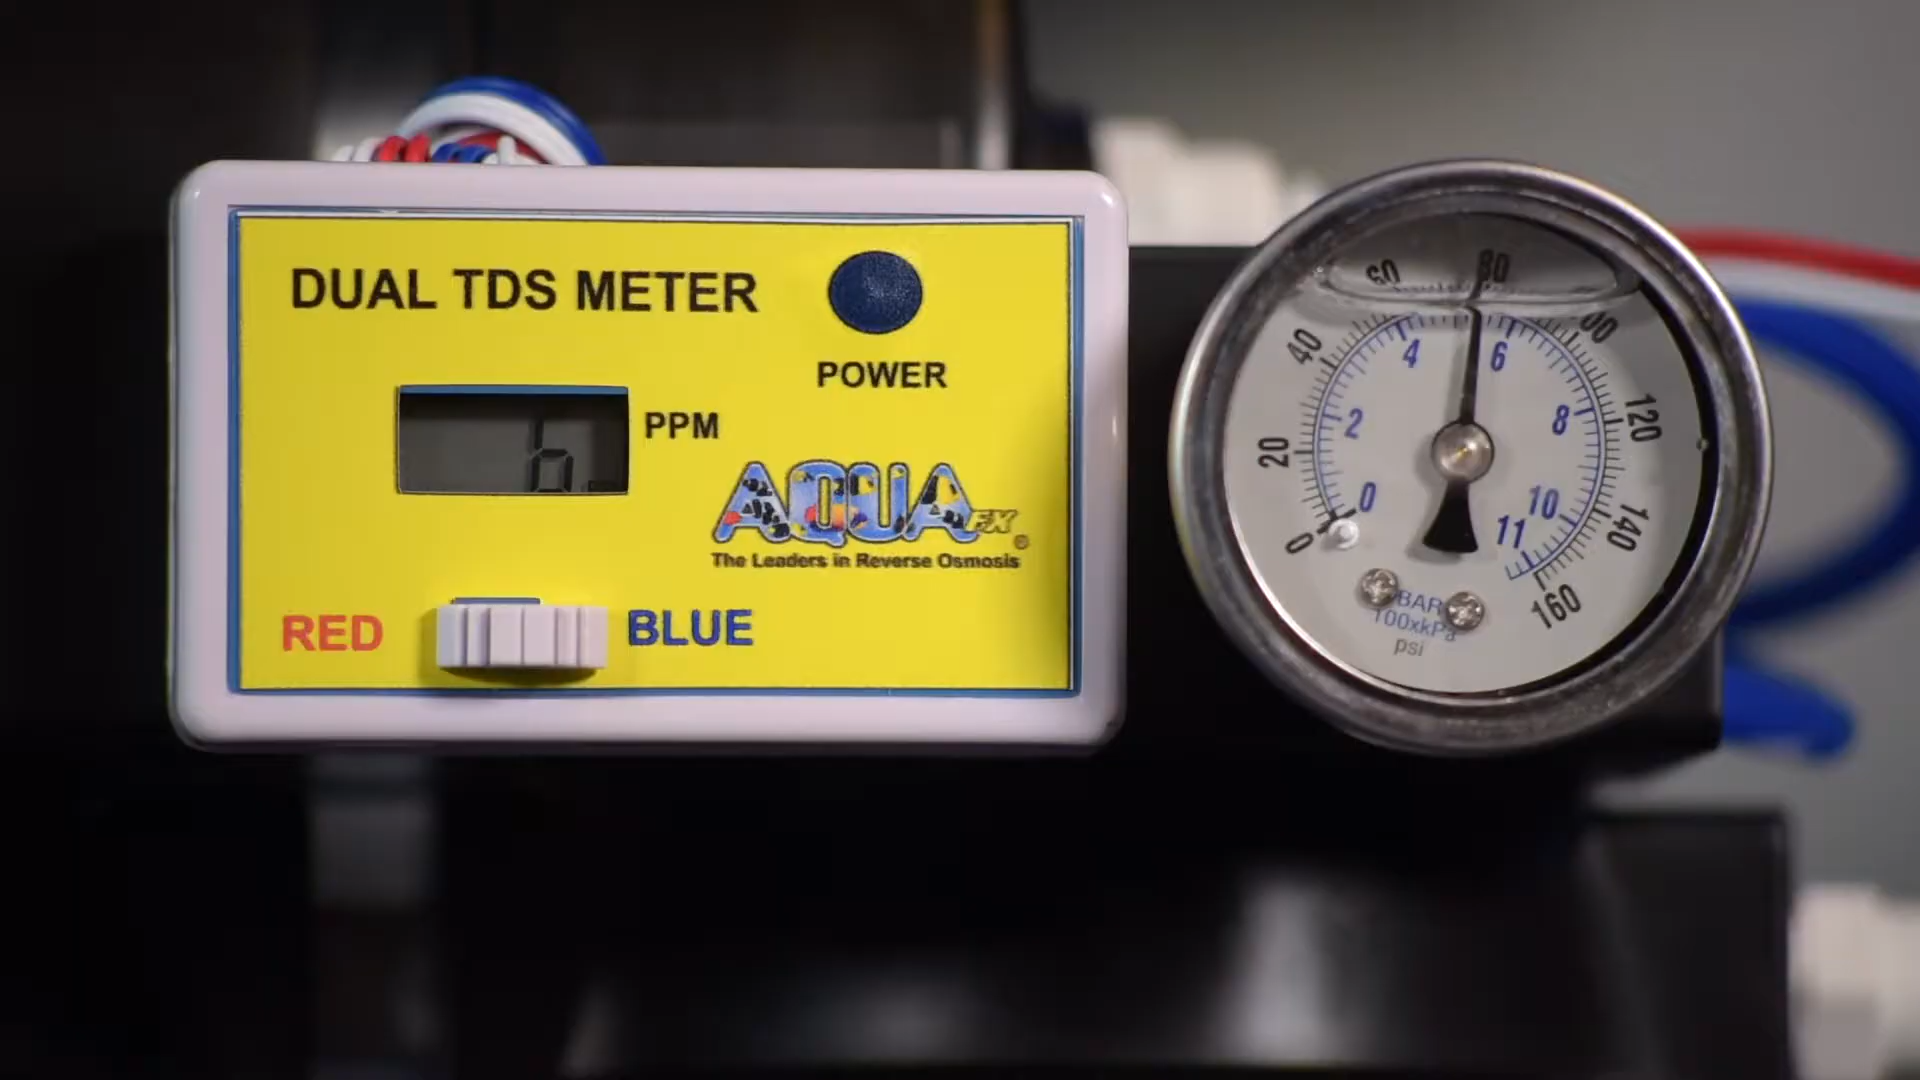 DUAL TDS METER
POWER
PPM
AQUA FX ®
The Leaders in Reverse Osmosis
RED
BLUE
0
20
40
60
80
120
140
160
0
2
4
6
8
10
11
BAR
100xkPa
psi